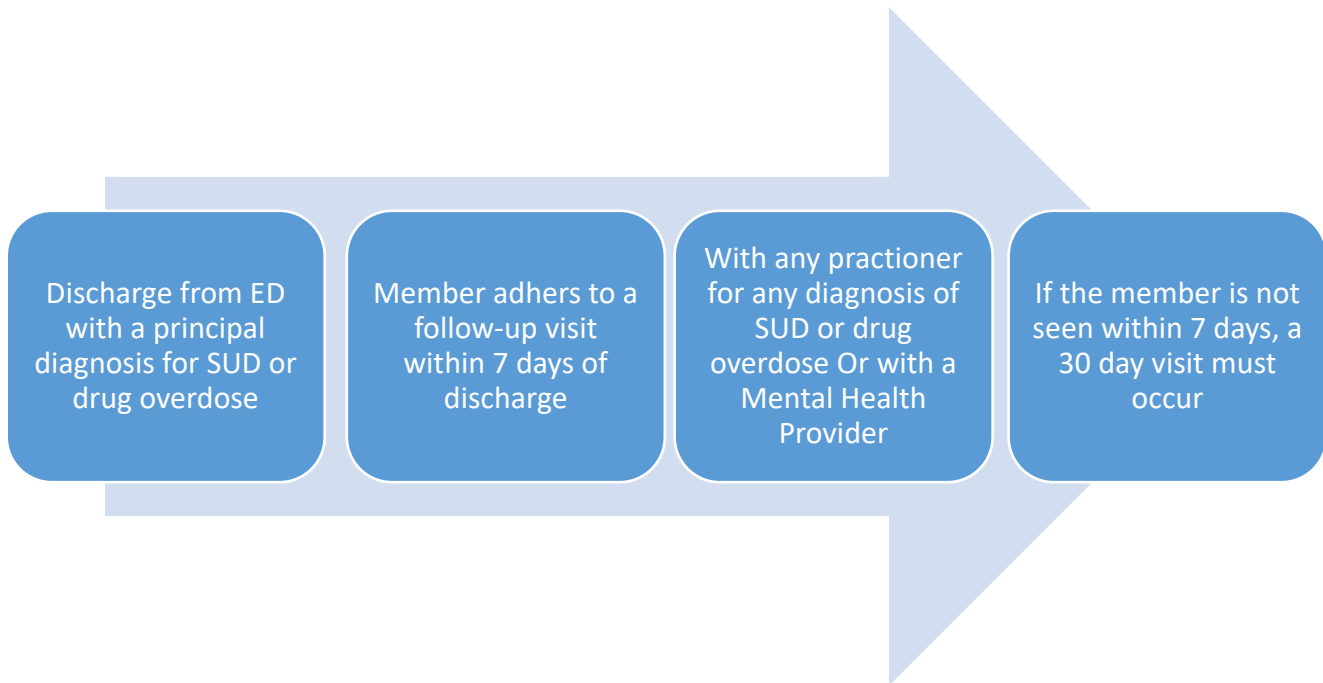 Discharge from ED
with a principal
diagnosis for SUD or
drug overdose
Member adhers to a
follow-up visit
within 7 days of
discharge
With any practioner
for any diagnosis of
SUD or drug
overdose Or with a
Mental Health
Provider
If the member is not
seen within 7 days, a
30 day visit must
occur